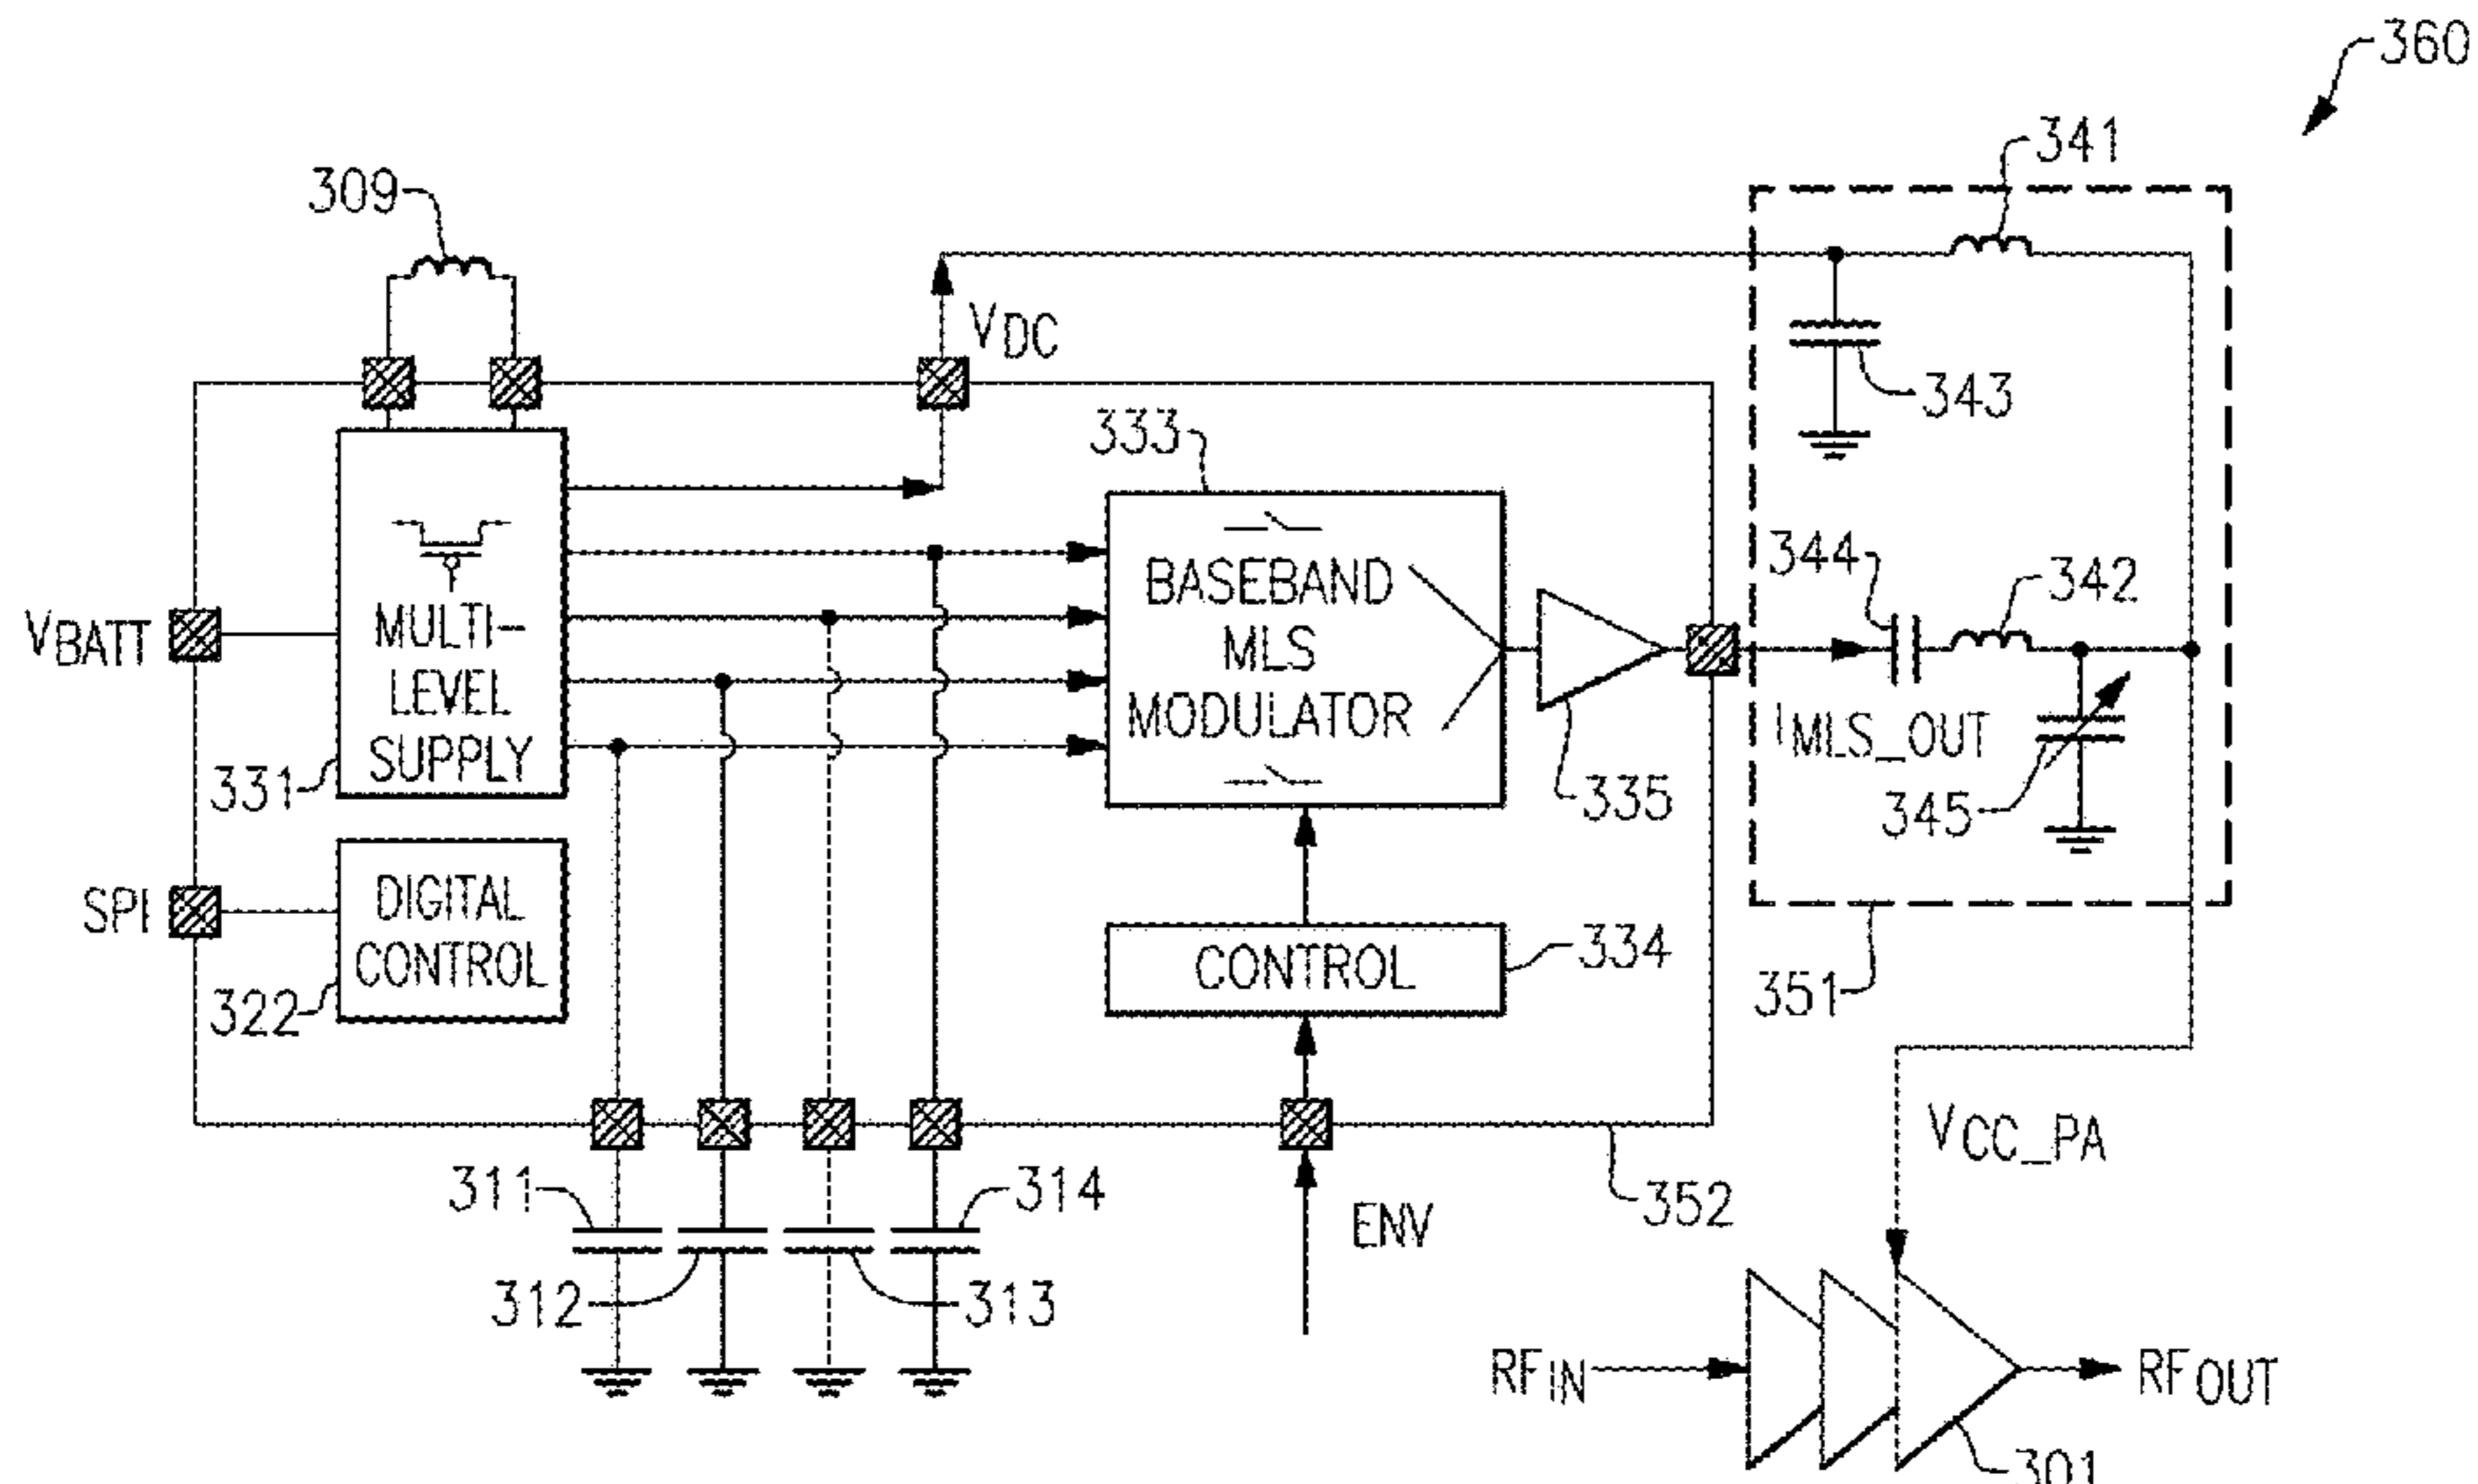 360
341
309
VDC
343
333
344
342
VBATT
MULTI-
LEVEL
SUPPLY
BASEBAND
MLS
MODULATOR
IMLS_OUT
331
335
345
SPI
DIGITAL
CONTROL
322
CONTROL
334
351
VCC_PA
311
314
352
ENV
312
313
RFIN
RFOUT
301